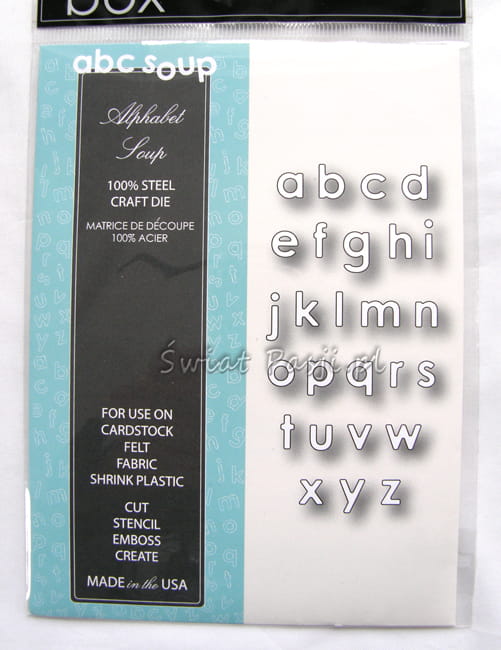 box
abc soup
Alphabet
Soup
100% STEEL
CRAFT DIE
MATRICE DE DÉCOUPE
100% ACIER
FOR USE ON
CARDSTOCK
FELT
FABRIC
SHRINK PLASTIC
CUT
STENCIL
EMBOSS
CREATE
MADE in the USA
a b c d
e f g h i
j k l m n
Świat Pasji.pl
o p q r s
t u v w
x y z